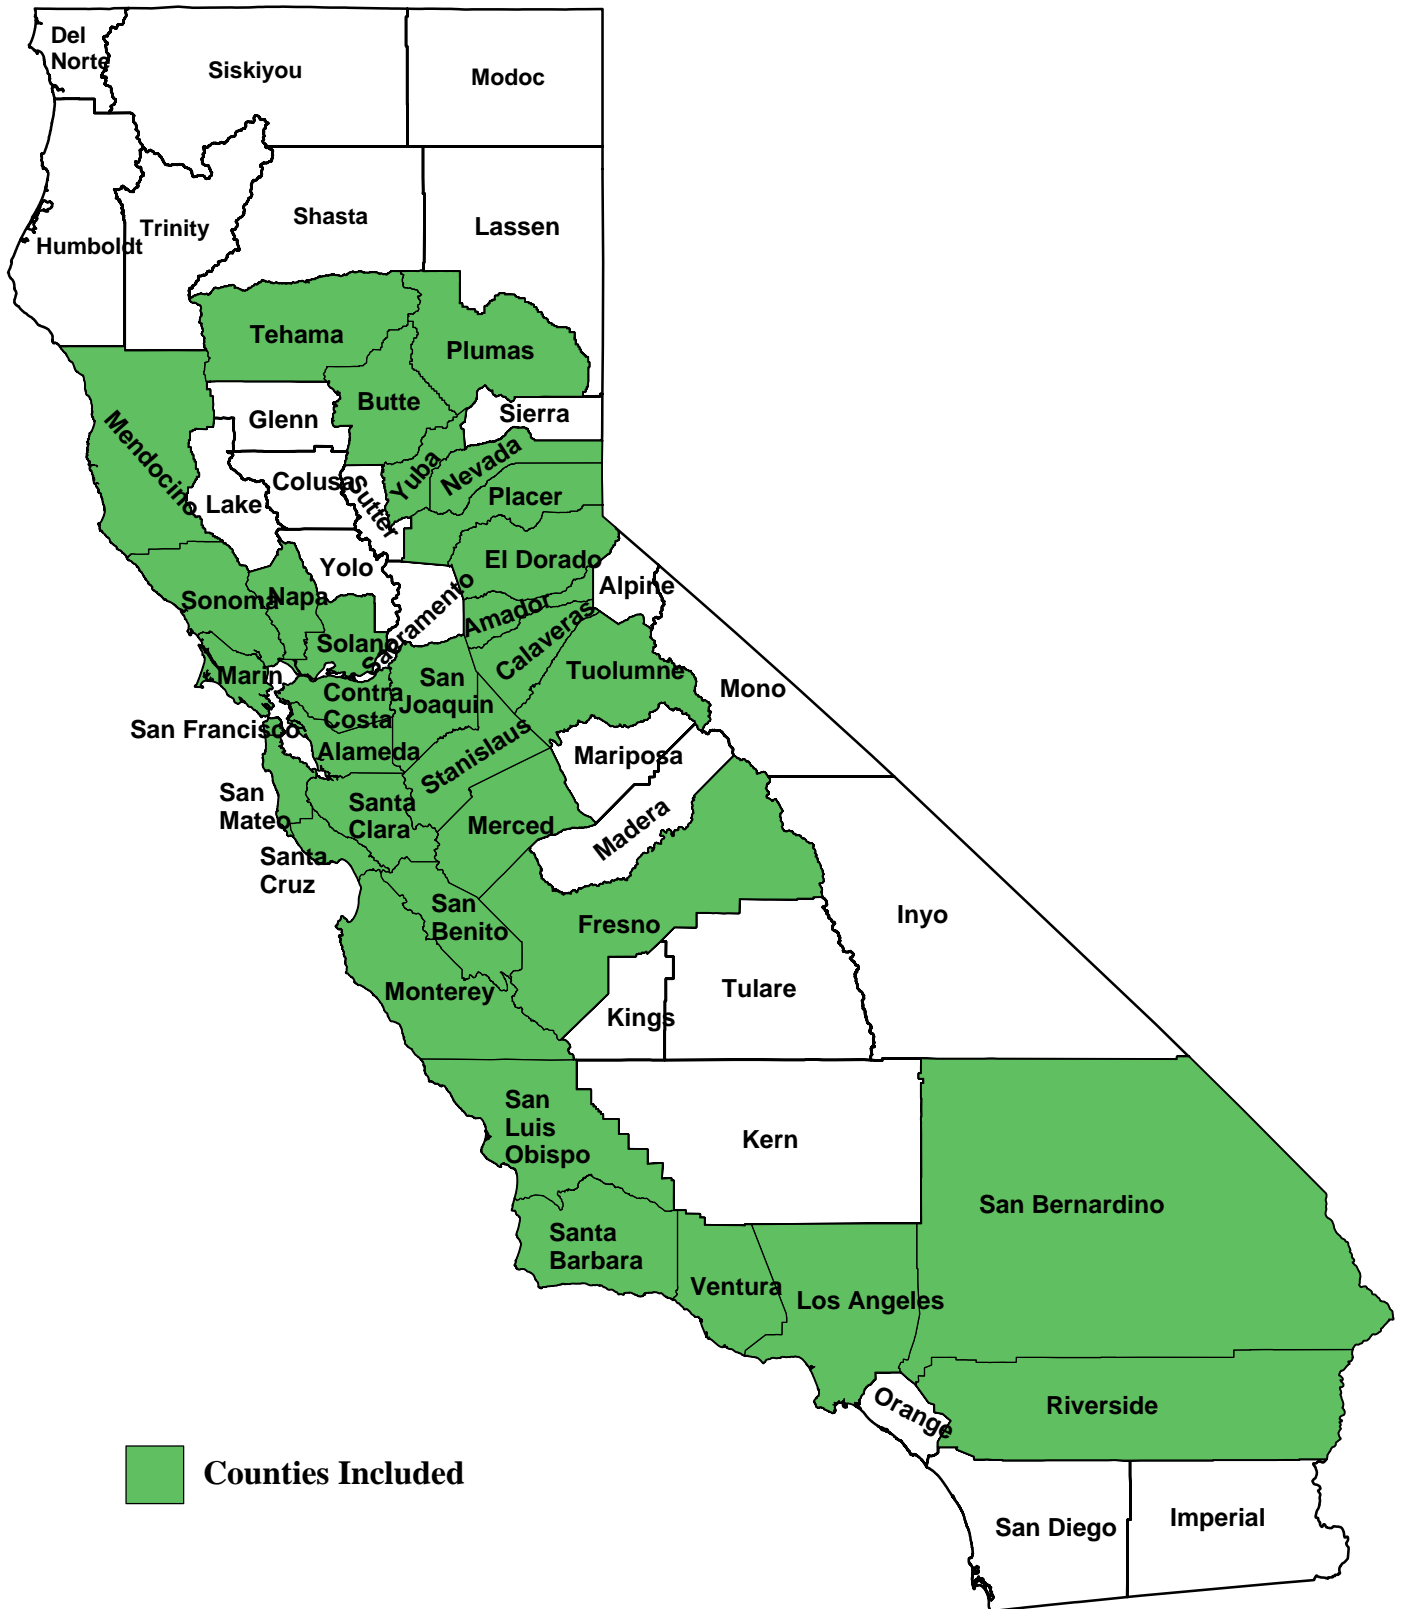 Del
Norte
Siskiyou
Modoc
Humboldt
Trinity
Shasta
Lassen
Tehama
Plumas
Mendocino
Glenn
Butte
Sierra
Lake
Colusa
Sutter
Yuba
Nevada
Placer
Yolo
El Dorado
Alpine
Sonoma
Napa
Sacramento
Amador
Solano
Calaveras
Marin
Contra
Costa
San
Joaquin
Tuolumne
Mono
San Francisco
Alameda
Stanislaus
Mariposa
San
Mateo
Santa
Clara
Merced
Madera
Santa
Cruz
San
Benito
Fresno
Inyo
Monterey
Kings
Tulare
San
Luis
Obispo
Kern
San Bernardino
Santa
Barbara
Ventura
Los Angeles
Orange
Riverside
Counties Included
San Diego
Imperial